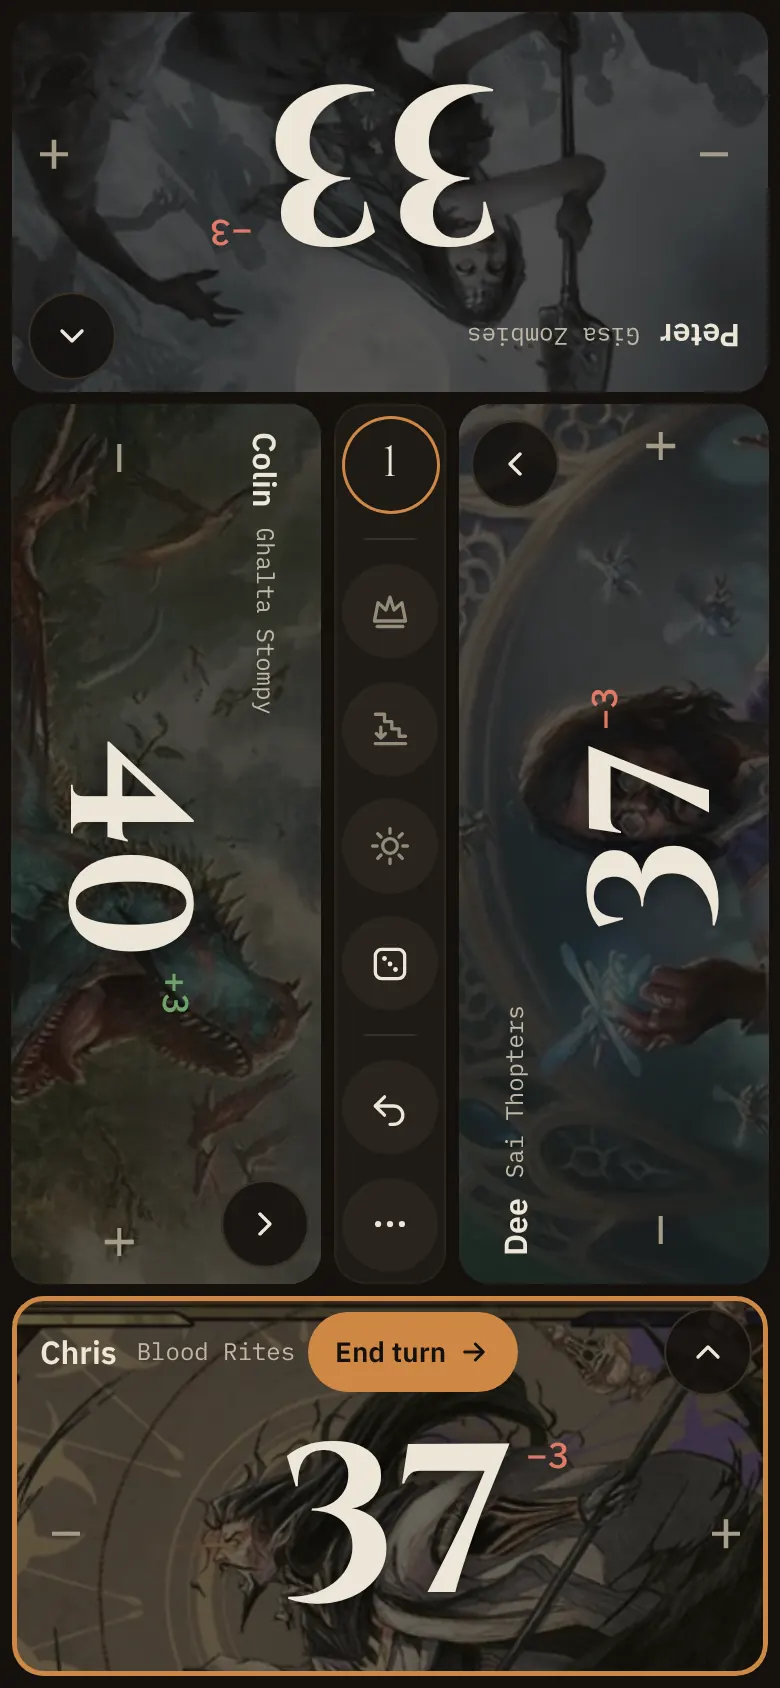 Peter Gisa Zombies
33 −3
− +
Colin Ghalta Stompy
40 +3
− +
1
Dee Sai Thopters
37 −3
− +
Chris Blood Rites End turn →
37 −3
− +